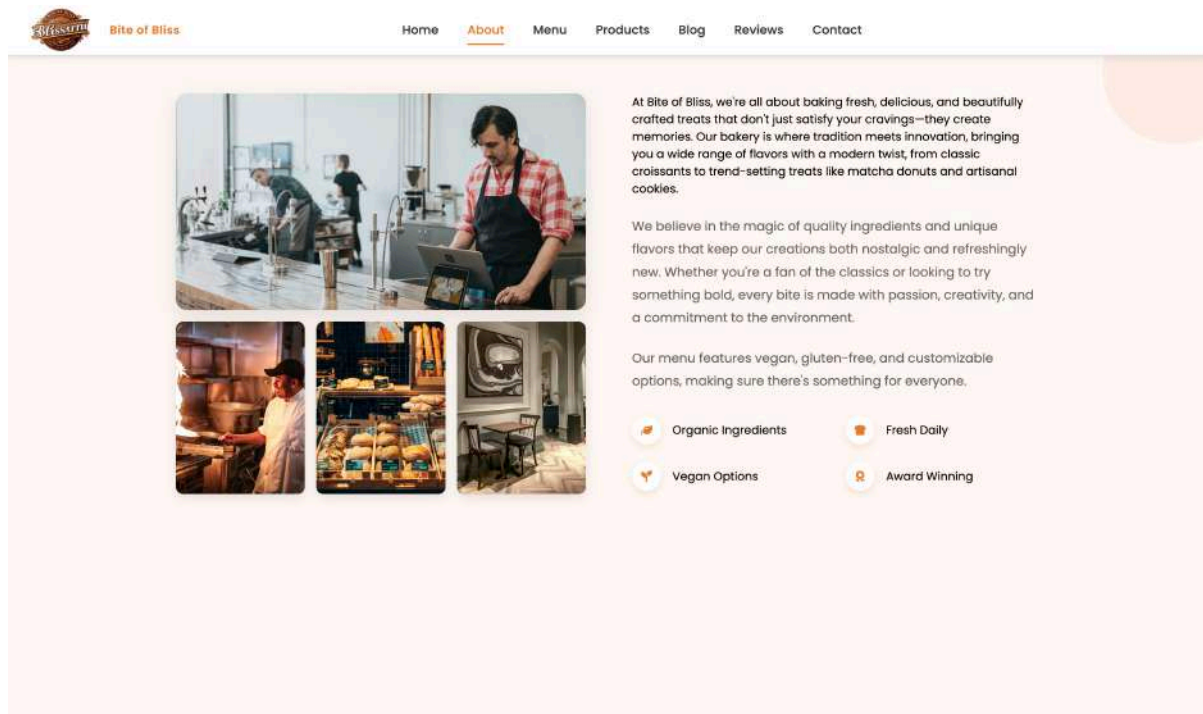 Bite of Bliss
Home About Menu Products Blog Reviews Contact
At Bite of Bliss, we're all about baking fresh, delicious, and beautifully
crafted treats that don't just satisfy your cravings—they create
memories. Our bakery is where tradition meets innovation, bringing
you a wide range of flavors with a modern twist, from classic
croissants to trend-setting treats like matcha donuts and artisanal
cookies.
We believe in the magic of quality ingredients and unique
flavors that keep our creations both nostalgic and refreshingly
new. Whether you're a fan of the classics or looking to try
something bold, every bite is made with passion, creativity, and
a commitment to the environment.
Our menu features vegan, gluten-free, and customizable
options, making sure there's something for everyone.
Organic Ingredients
Fresh Daily
Vegan Options
Award Winning